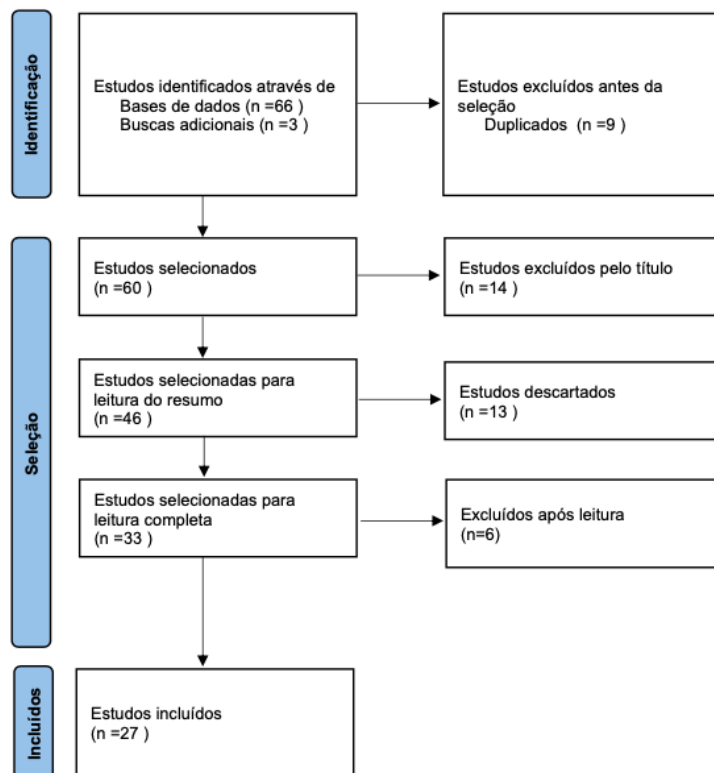 Identificação
Estudos identificados através de
Bases de dados (n =66 )
Buscas adicionais (n =3 )
Estudos excluídos antes da
seleção
Duplicados (n =9 )
Seleção
Estudos selecionados
(n =60 )
Estudos excluídos pelo título
(n =14 )
Estudos selecionadas para
leitura do resumo
(n =46 )
Estudos descartados
(n =13 )
Estudos selecionadas para
leitura completa
(n =33 )
Excluídos após leitura
(n=6)
Incluídos
Estudos incluídos
(n =27 )